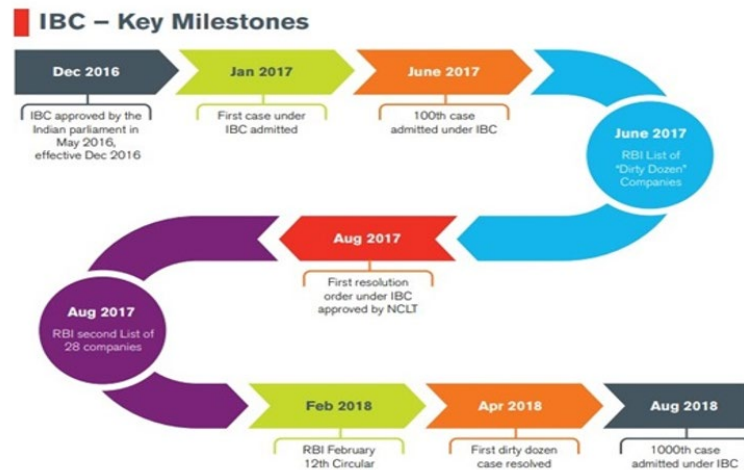 IBC – Key Milestones
Dec 2016
IBC approved by the
Indian parliament in
May 2016,
effective Dec 2016
Jan 2017
First case under
IBC admitted
June 2017
100th case
admitted under IBC
June 2017
RBI List of
"Dirty Dozen"
Companies
Aug 2017
First resolution
order under IBC
approved by NCLT
Aug 2017
RBI second List of
28 companies
Feb 2018
RBI February
12th Circular
Apr 2018
First dirty dozen
case resolved
Aug 2018
1000th case
admitted under IBC